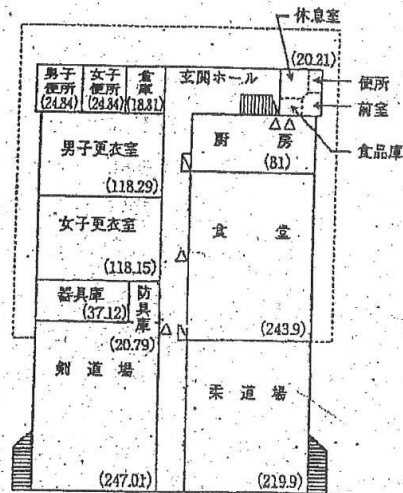 休息室
(20.21)
男子
便所
(24.84)
女子
便所
(24.84)
倉
庫
(18.81)
玄関ホール
便所
前室
食品庫
厨房
(81)
男子更衣室
(118.29)
女子更衣室
(118.15)
食堂
(243.9)
器具庫
(37.12)
防
具
庫
(20.79)
剣道場
(247.01)
柔道場
(219.9)